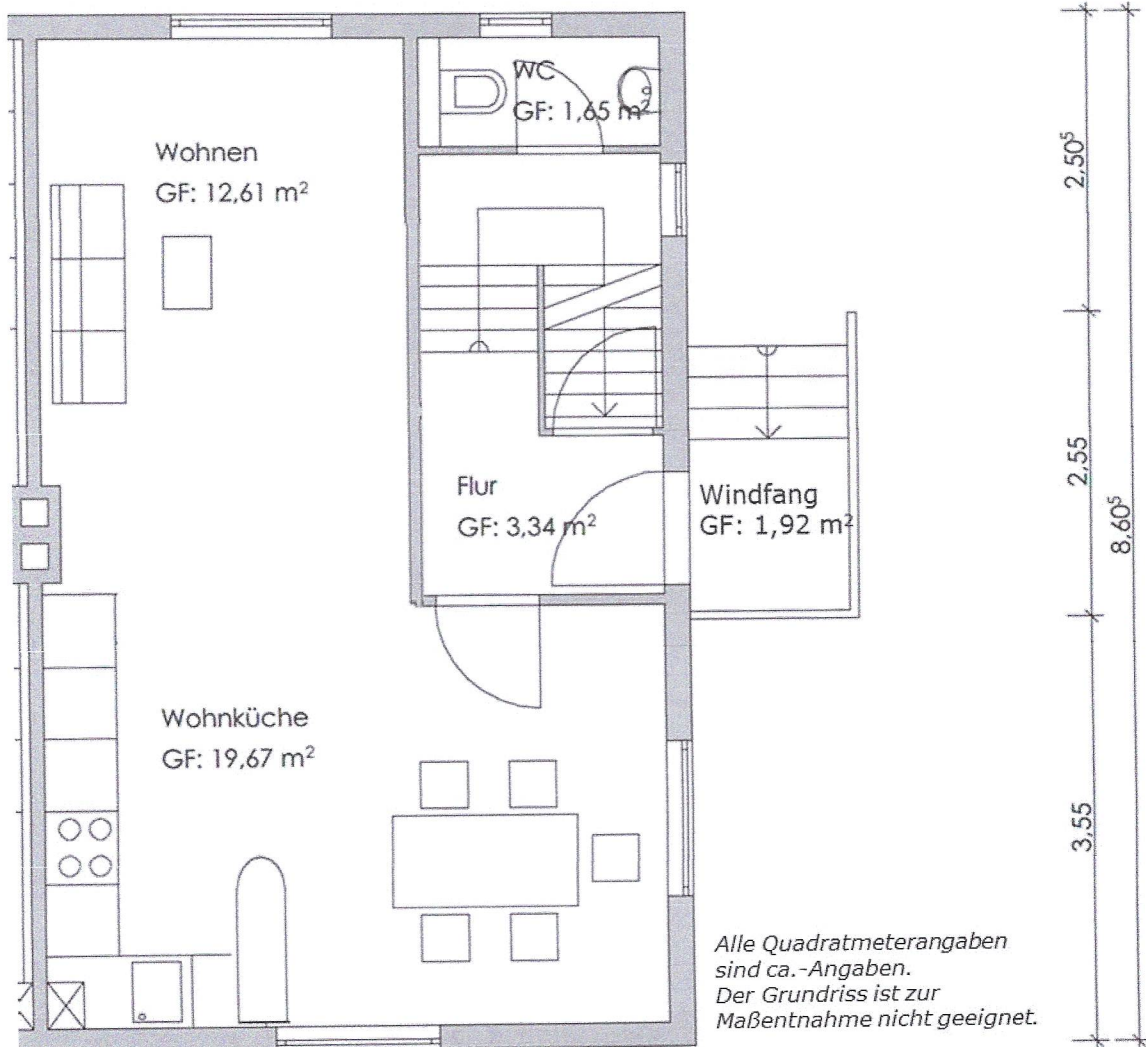 WC
GF: 1,65 m²
Wohnen
GF: 12,61 m²
2,50⁵
Flur
GF: 3,34 m²
Windfang
GF: 1,92 m²
2,55
8,60⁵
Wohnküche
GF: 19,67 m²
3,55
Alle Quadratmeterangaben
sind ca.-Angaben.
Der Grundriss ist zur
Maßentnahme nicht geeignet.